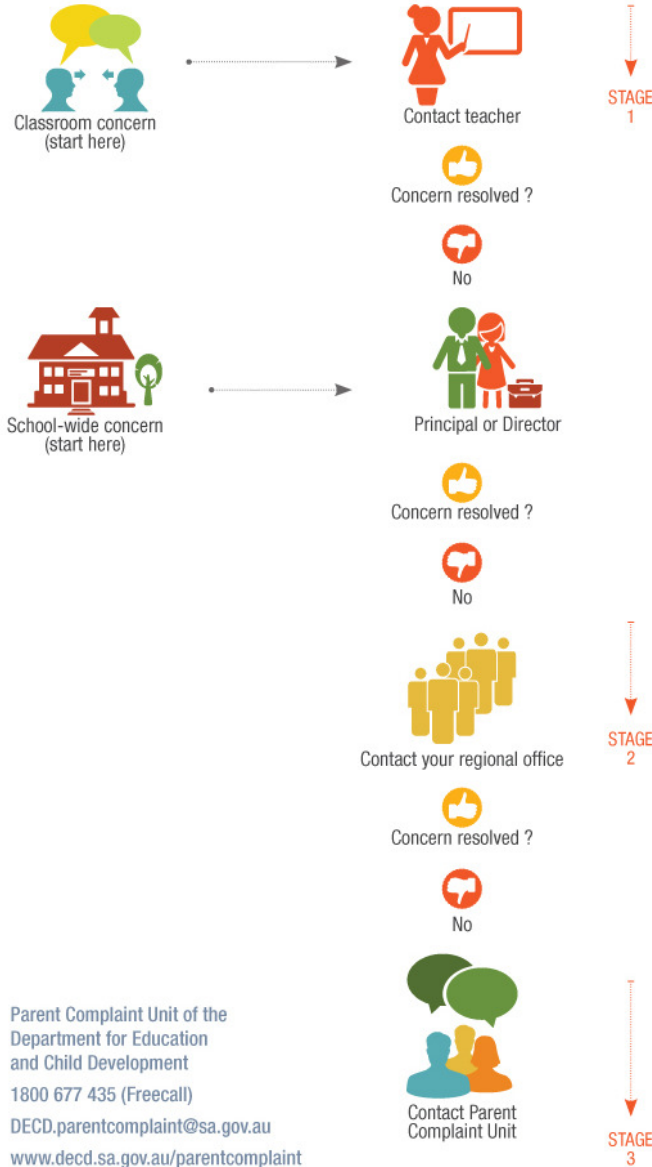 Classroom concern
(start here)
Contact teacher
STAGE
1
Concern resolved ?
No
School-wide concern
(start here)
Principal or Director
Concern resolved ?
No
Contact your regional office
STAGE
2
Concern resolved ?
No
Parent Complaint Unit of the
Department for Education
and Child Development
1800 677 435 (Freecall)
DECD.parentcomplaint@sa.gov.au
www.decd.sa.gov.au/parentcomplaint
Contact Parent
Complaint Unit
STAGE
3